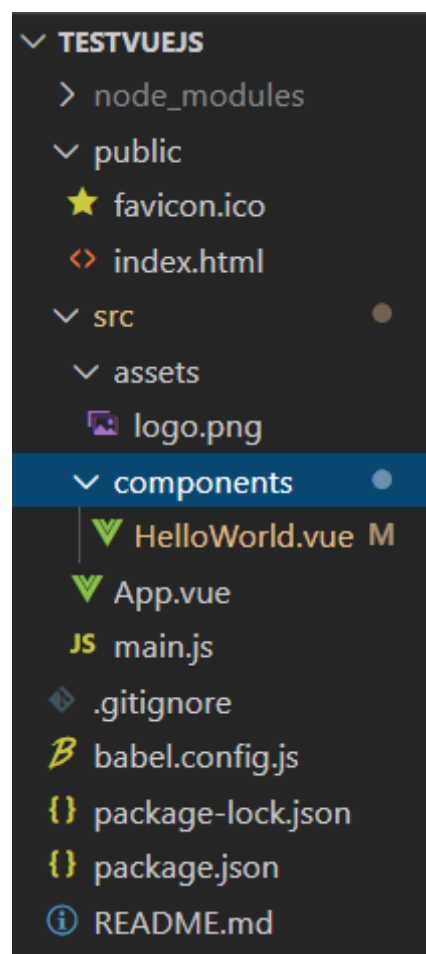 TESTVUEJS
node_modules
public
favicon.ico
index.html
src
assets
logo.png
components
HelloWorld.vue M
App.vue
JS main.js
.gitignore
babel.config.js
package-lock.json
package.json
README.md